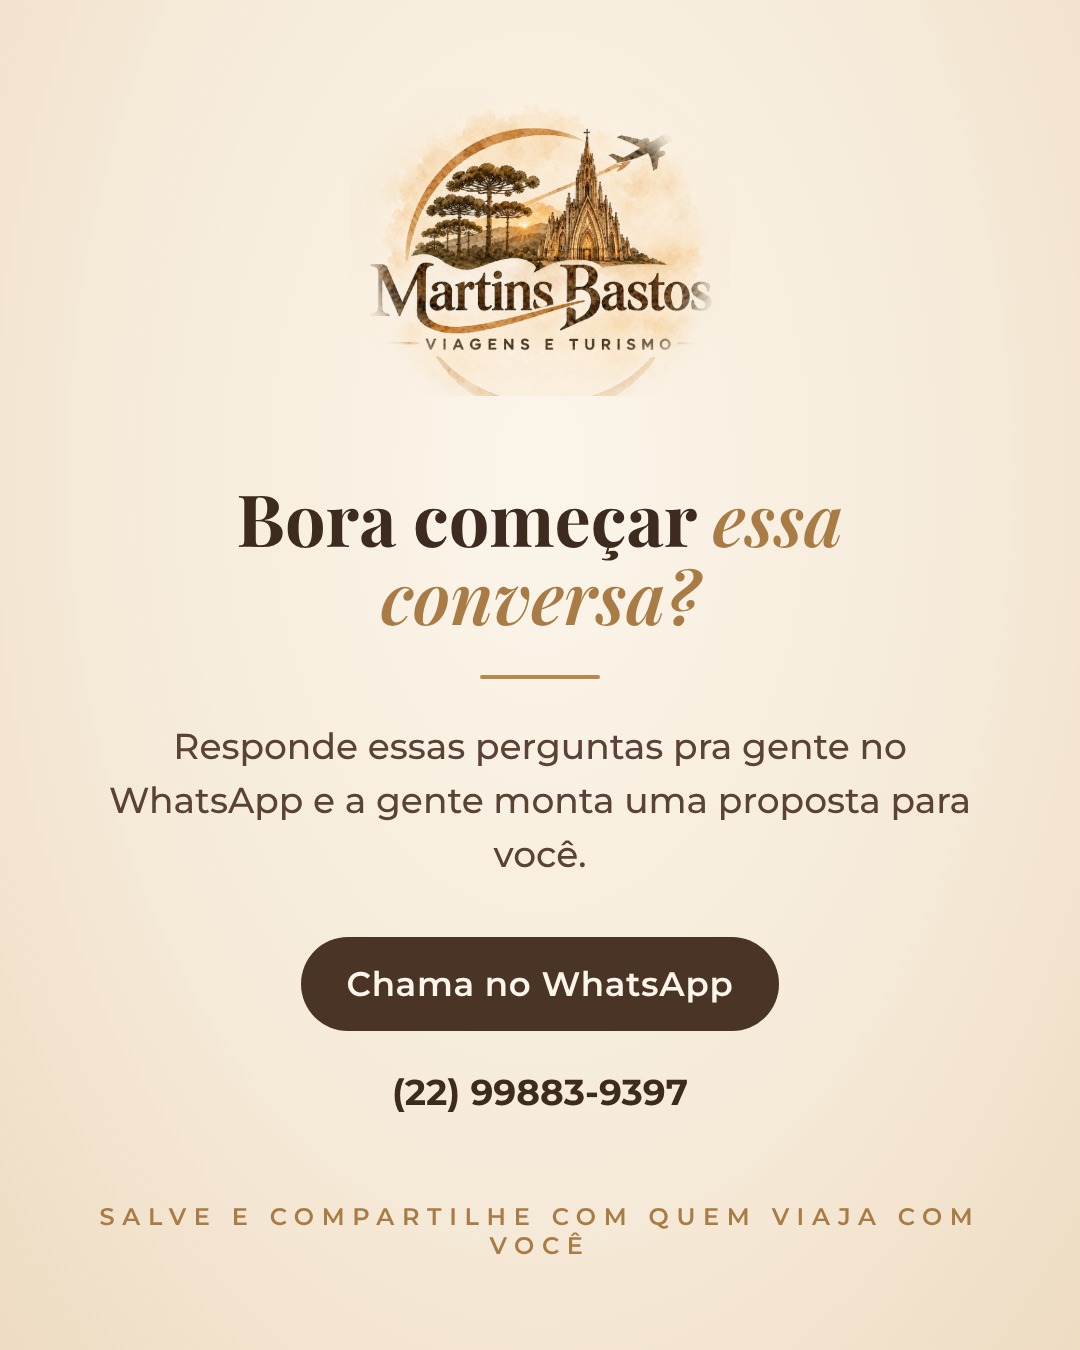 Martins Bastos
VIAGENS E TURISMO
Bora começar essa
conversa?
Responde essas perguntas pra gente no
WhatsApp e a gente monta uma proposta para
você.
Chama no WhatsApp
(22) 99883-9397
SALVE E COMPARTILHE COM QUEM VIAJA COM
VOCÊ